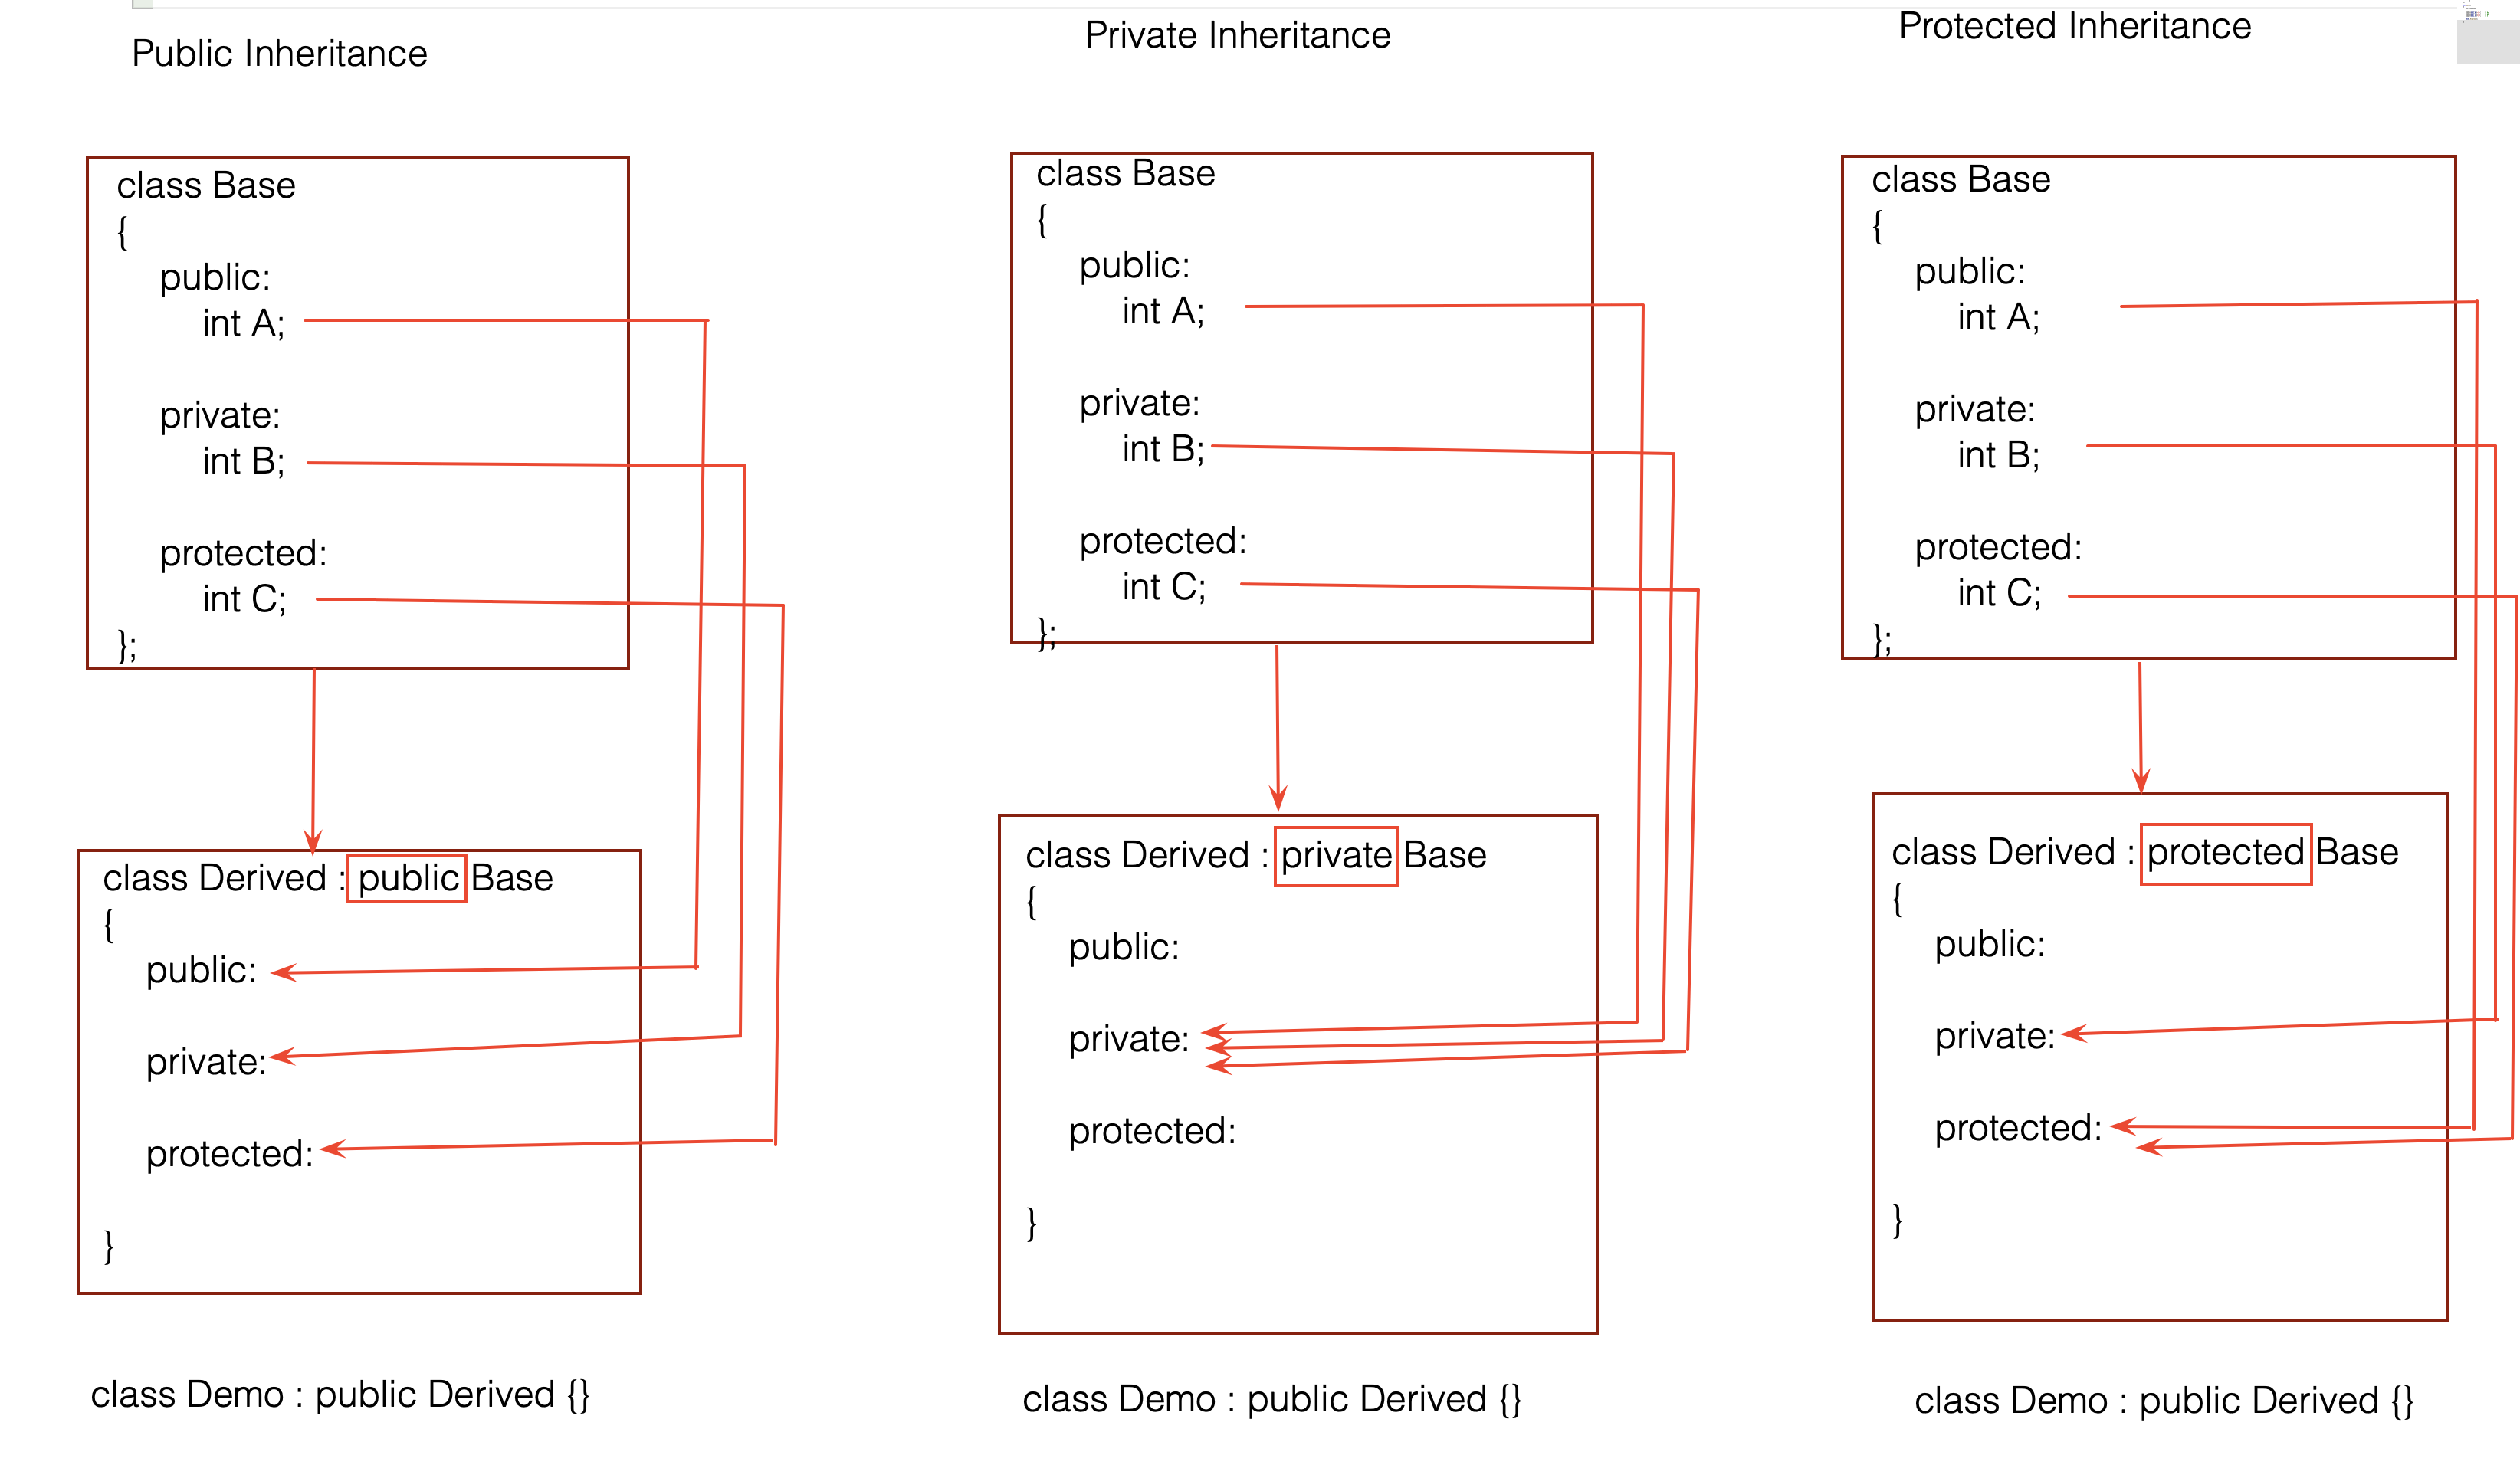 Public Inheritance
class Base
{
public:
int A;
private:
int B;
protected:
int C;
};
class Derived : public Base
{
public:
private:
protected:
}
class Demo : public Derived {}
Private Inheritance
class Base
{
public:
int A;
private:
int B;
protected:
int C;
};
class Derived : private Base
{
public:
private:
protected:
}
class Demo : public Derived {}
Protected Inheritance
class Base
{
public:
int A;
private:
int B;
protected:
int C;
};
class Derived : protected Base
{
public:
private:
protected:
}
class Demo : public Derived {}